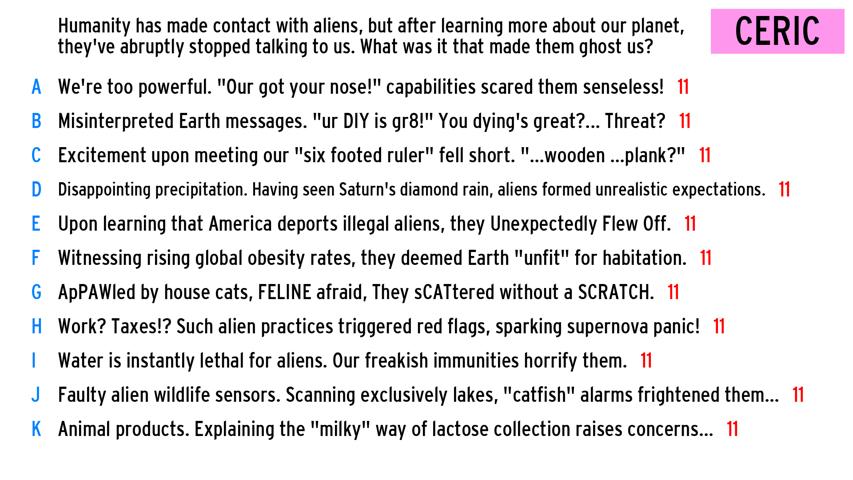 Humanity has made contact with aliens, but after learning more about our planet,
they've abruptly stopped talking to us. What was it that made them ghost us?
CERIC
A We're too powerful. "Our got your nose!" capabilities scared them senseless! 11
B Misinterpreted Earth messages. "ur DIY is gr8!" You dying's great?... Threat? 11
C Excitement upon meeting our "six footed ruler" fell short. "...wooden ...plank?" 11
D Disappointing precipitation. Having seen Saturn's diamond rain, aliens formed unrealistic expectations. 11
E Upon learning that America deports illegal aliens, they Unexpectedly Flew Off. 11
F Witnessing rising global obesity rates, they deemed Earth "unfit" for habitation. 11
G ApPAWled by house cats, FELINE afraid, They sCATtered without a SCRATCH. 11
H Work? Taxes!? Such alien practices triggered red flags, sparking supernova panic! 11
I Water is instantly lethal for aliens. Our freakish immunities horrify them. 11
J Faulty alien wildlife sensors. Scanning exclusively lakes, "catfish" alarms frightened them... 11
K Animal products. Explaining the "milky" way of lactose collection raises concerns... 11